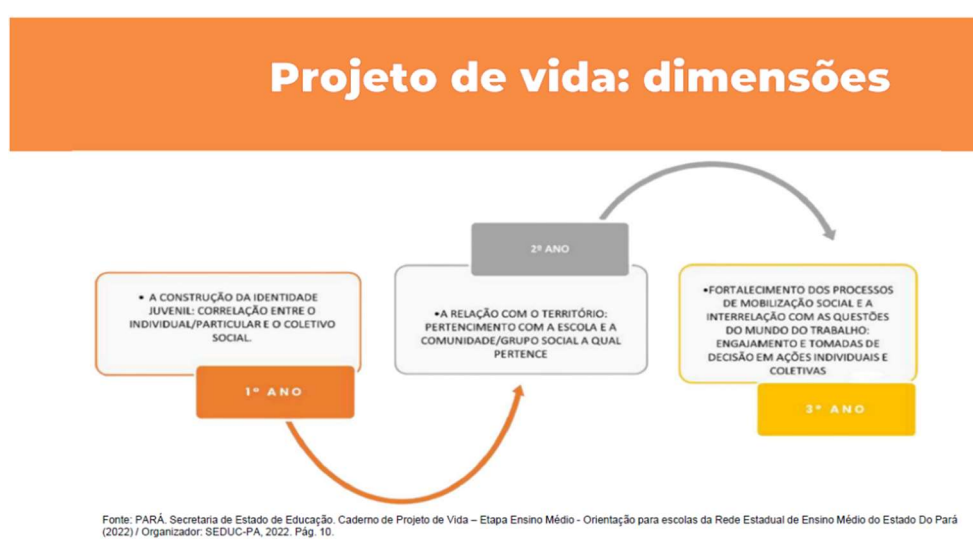 Projeto de vida: dimensões
• A CONSTRUÇÃO DA IDENTIDADE
JUVENIL: CORRELAÇÃO ENTRE O
INDIVIDUAL/PARTICULAR E O COLETIVO
SOCIAL.
1º ANO
2º ANO
•A RELAÇÃO COM O TERRITÓRIO:
PERTENCIMENTO COM A ESCOLA E A
COMUNIDADE/GRUPO SOCIAL A QUAL
PERTENCE
•FORTALECIMENTO DOS PROCESSOS
DE MOBILIZAÇÃO SOCIAL E A
INTERRELAÇÃO COM AS QUESTÕES
DO MUNDO DO TRABALHO:
ENGAJAMENTO E TOMADAS DE
DECISÃO EM AÇÕES INDIVIDUAIS E
COLETIVAS
3º ANO
Fonte: PARÁ. Secretaria de Estado de Educação. Caderno de Projeto de Vida – Etapa Ensino Médio - Orientação para escolas da Rede Estadual de Ensino Médio do Estado Do Pará
(2022) / Organizador: SEDUC-PA, 2022. Pág. 10.